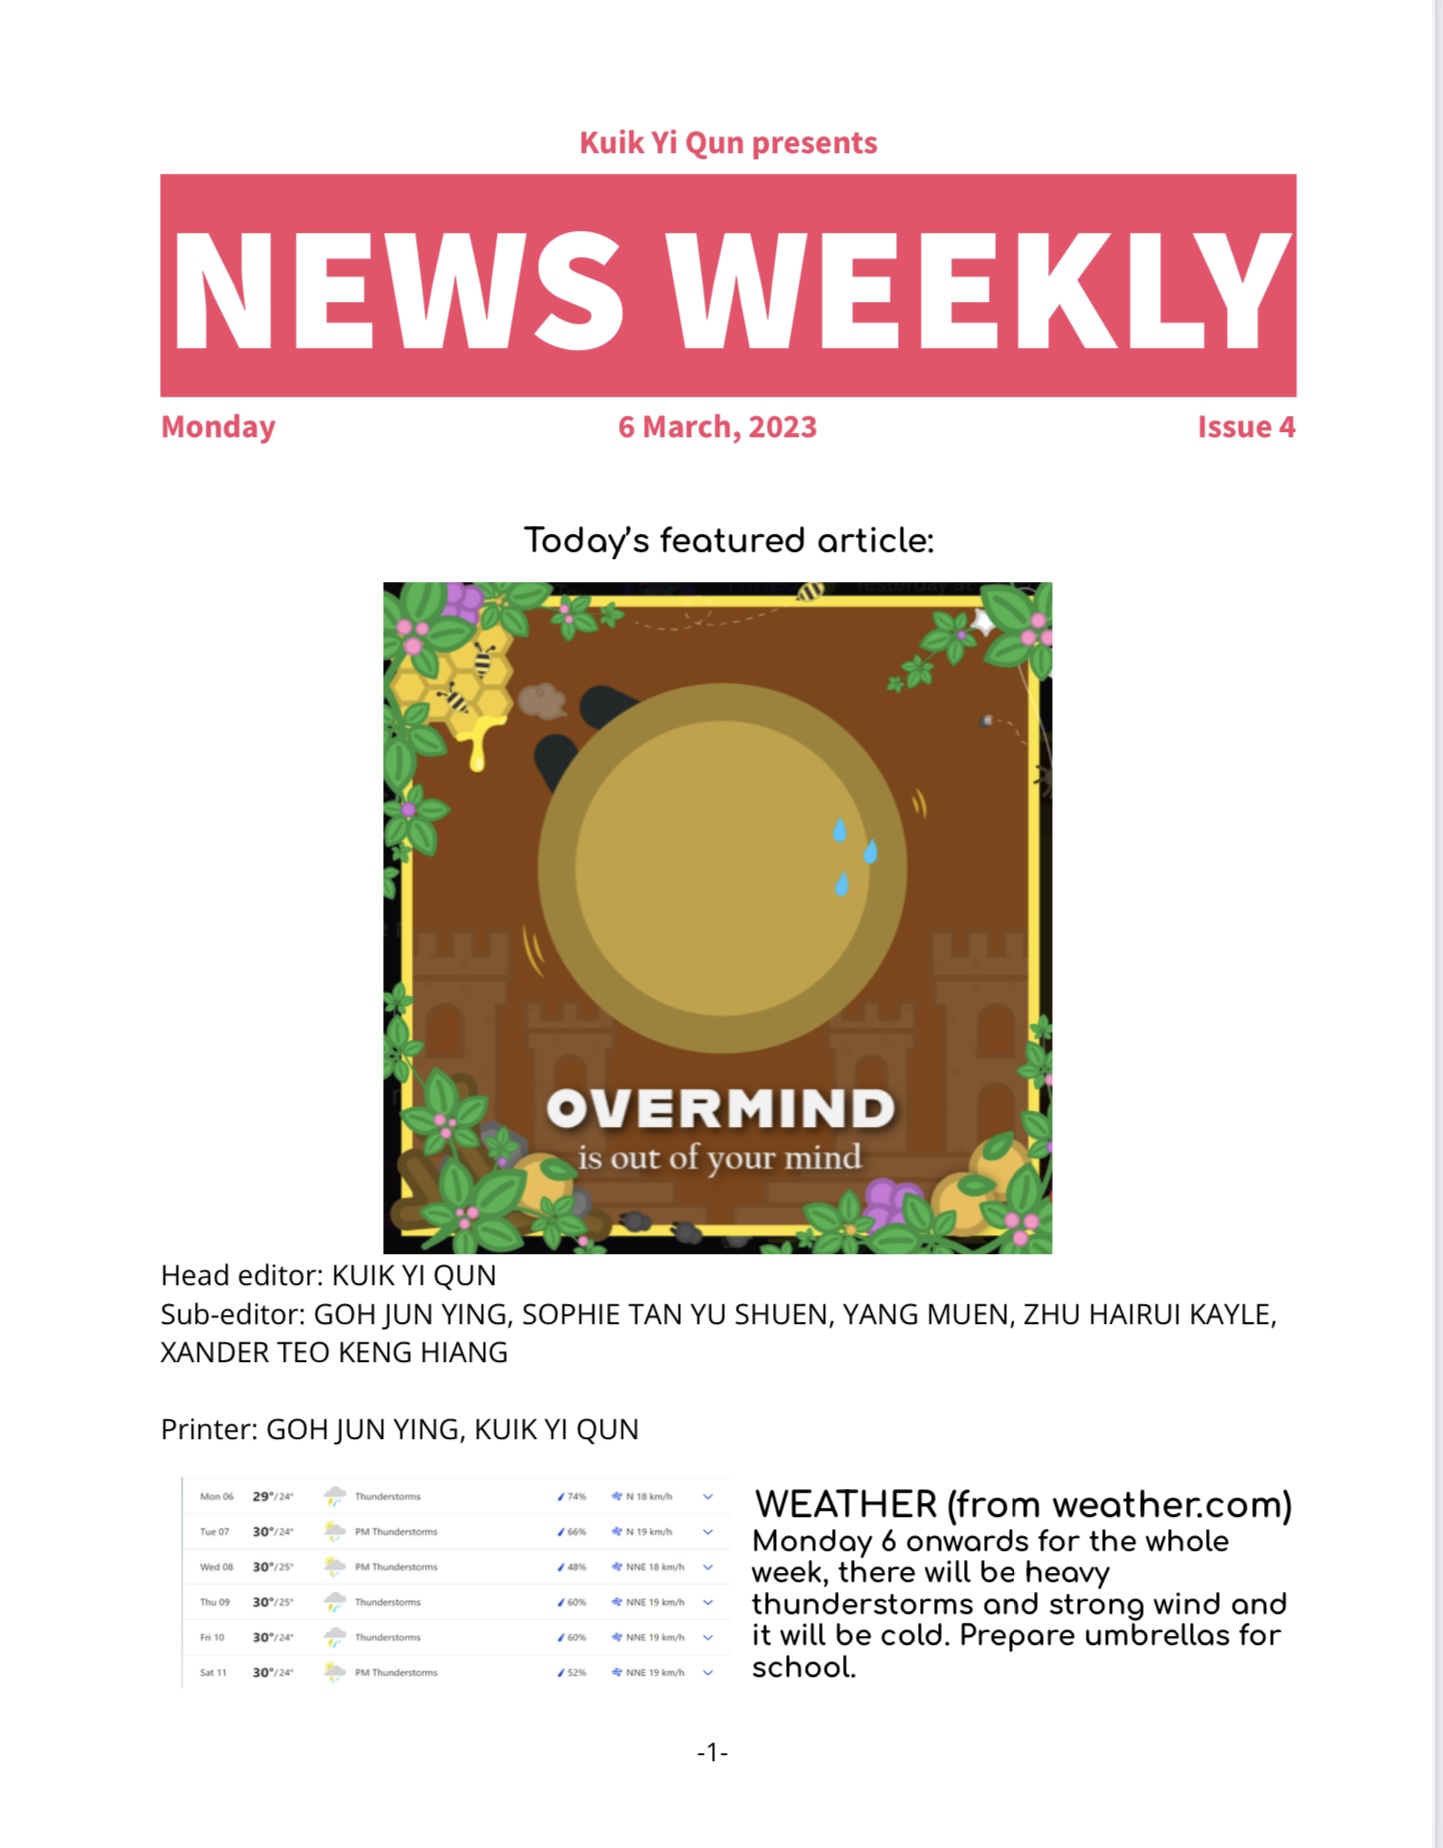 Kuik Yi Qun presents
NEWS WEEKLY
Monday 6 March, 2023 Issue 4
Today's featured article:
OVERMIND
is out of your mind
Head editor: KUIK YI QUN
Sub-editor: GOH JUN YING, SOPHIE TAN YU SHUEN, YANG MUEN, ZHU HAIRUI KAYLE,
XANDER TEO KENG HIANG
Printer: GOH JUN YING, KUIK YI QUN
Mon 06 29°/24° Thunderstorms 74% N 18 km/h
Tue 07 30°/24° PM Thunderstorms 66% N 19 km/h
Wed 08 30°/25° PM Thunderstorms 48% NNE 18 km/h
Thu 09 30°/25° Thunderstorms 60% NNE 19 km/h
Fri 10 30°/24° Thunderstorms 60% NNE 19 km/h
Sat 11 30°/24° PM Thunderstorms 52% NNE 19 km/h
WEATHER (from weather.com)
Monday 6 onwards for the whole
week, there will be heavy
thunderstorms and strong wind and
it will be cold. Prepare umbrellas for
school.
-1-